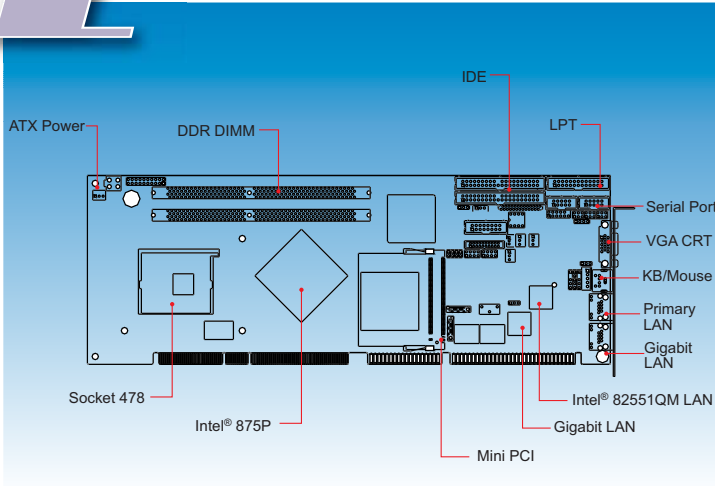 IDE
ATX Power
DDR DIMM
LPT
Serial Port
VGA CRT
KB/Mouse
Primary
LAN
Gigabit
LAN
Socket 478
Intel® 82551QM LAN
Intel® 875P
Gigabit LAN
Mini PCI